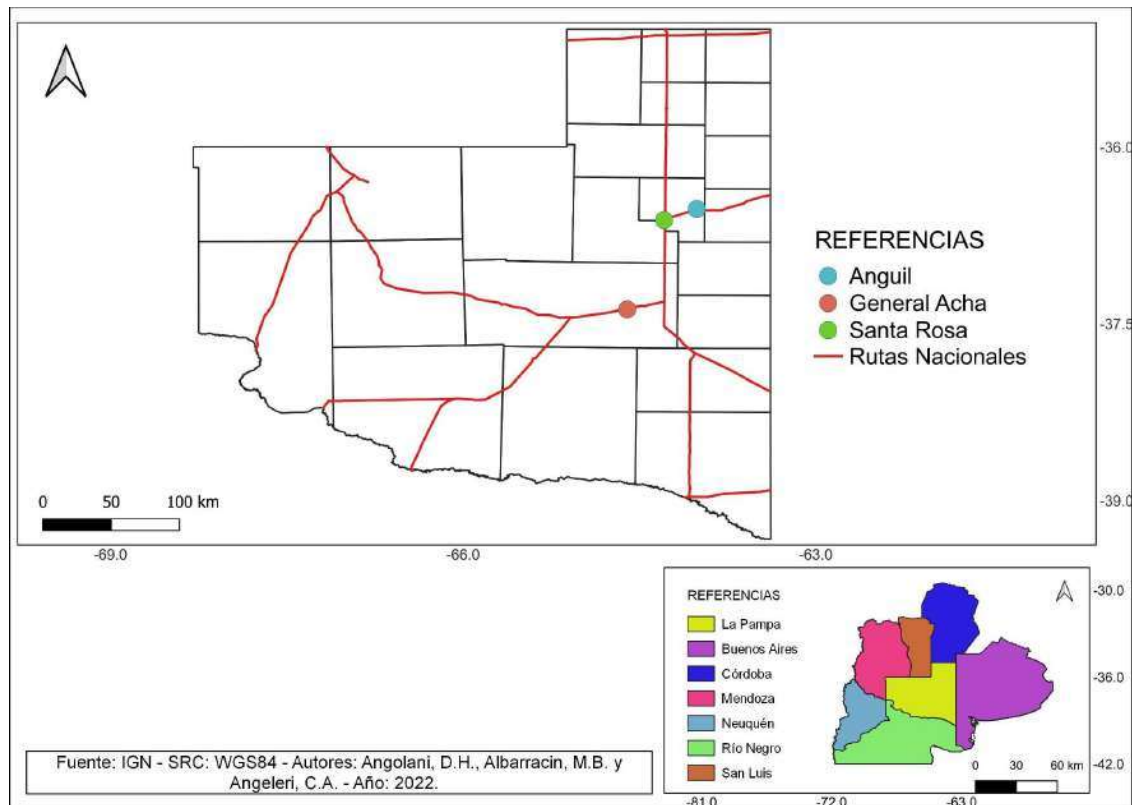 -36.0
REFERENCIAS
Anguil
General Acha
-37.5
Santa Rosa
Rutas Nacionales
0 50 100 km
-39.0
-69.0 -66.0 -63.0
REFERENCIAS
-30.0
La Pampa
Buenos Aires
Córdoba
-36.0
Mendoza
Neuquén
Río Negro
San Luis
-42.0
0 30 60 km
-81.0 -72.0 -63.0
Fuente: IGN - SRC: WGS84 - Autores: Angolani, D.H., Albarracin, M.B. y
Angeleri, C.A. - Año: 2022.